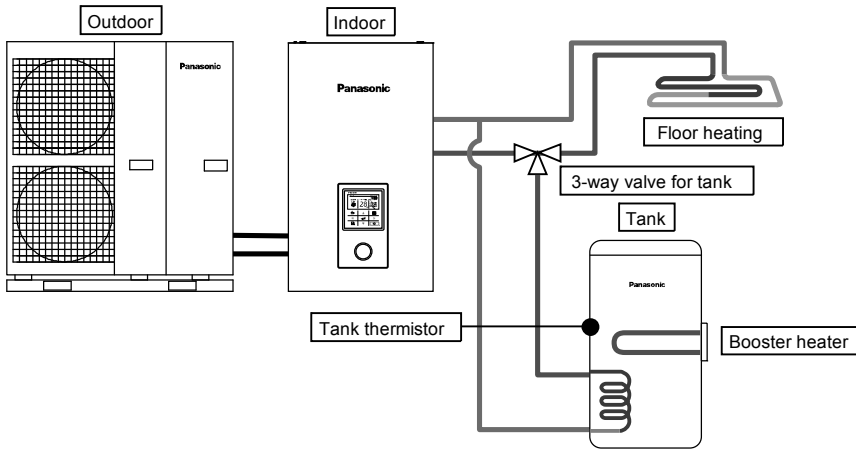 Outdoor
Indoor
Panasonic
Panasonic
Floor heating
3-way valve for tank
Tank
Panasonic
Tank thermistor
Booster heater